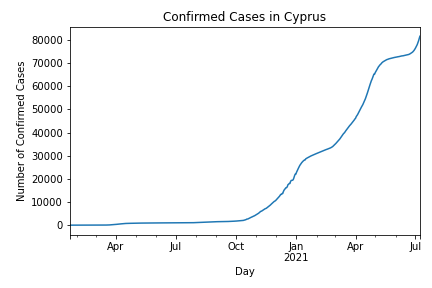 Confirmed Cases in Cyprus
80000
70000
60000
50000
40000
30000
20000
10000
0
Number of Confirmed Cases
Apr Jul Oct Jan Apr Jul
2021
Day